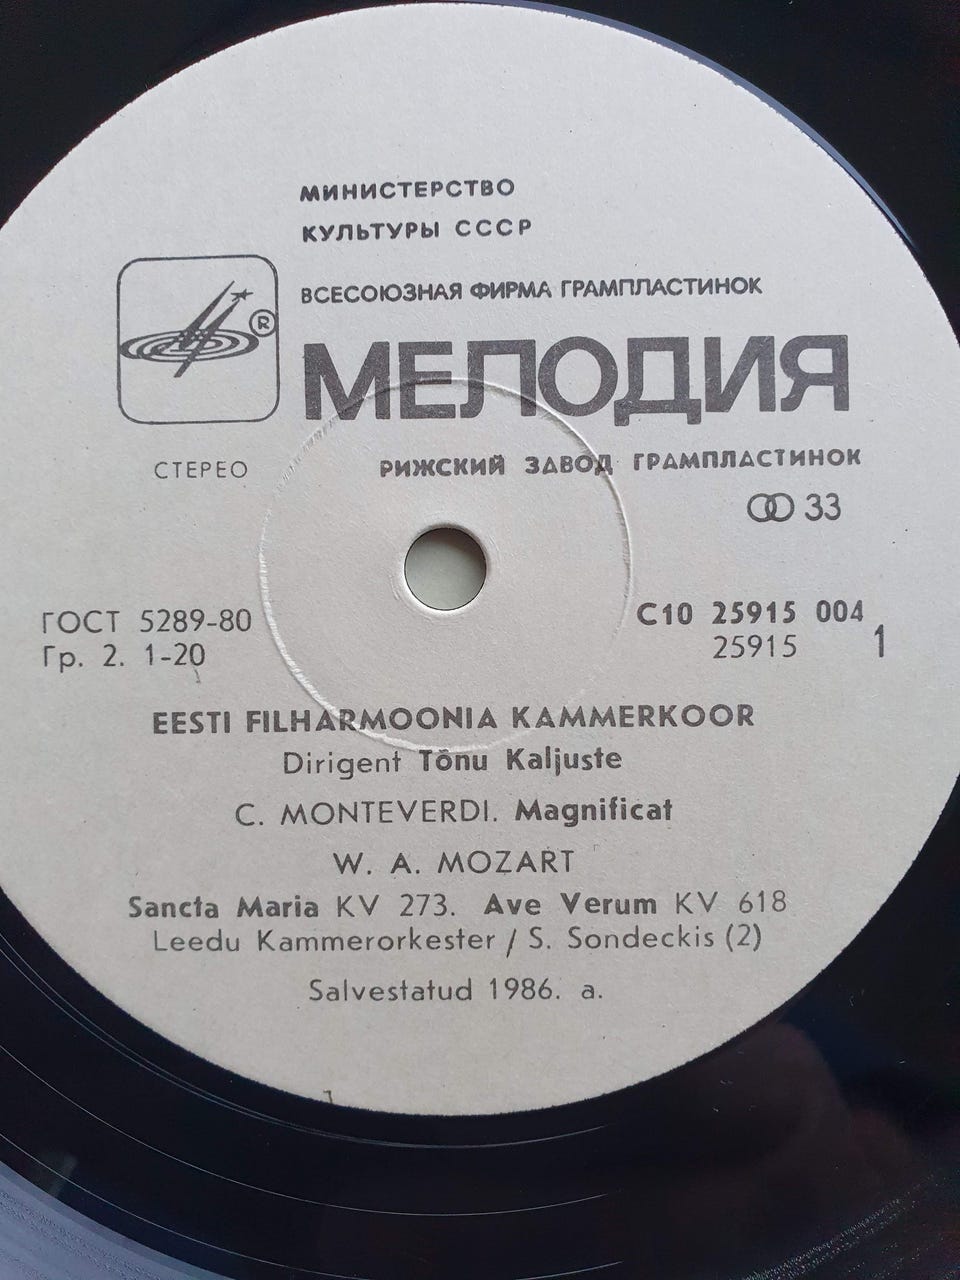 МИНИСТЕРСТВО
КУЛЬТУРЫ СССР
ВСЕСОЮЗНАЯ ФИРМА ГРАМПЛАСТИНОК
®
МЕЛОДИЯ
СТЕРЕО
РИЖСКИЙ ЗАВОД ГРАМПЛАСТИНОК
33
ГОСТ 5289-80
Гр. 2. 1-20
С10 25915 004
25915
1
EESTI FILHARMOONIA KAMMERKOOR
Dirigent Tõnu Kaljuste
C. MONTEVERDI. Magnificat
W. A. MOZART
Sancta Maria KV 273. Ave Verum KV 618
Leedu Kammerorkester / S. Sondeckis (2)
Salvestatud 1986. a.